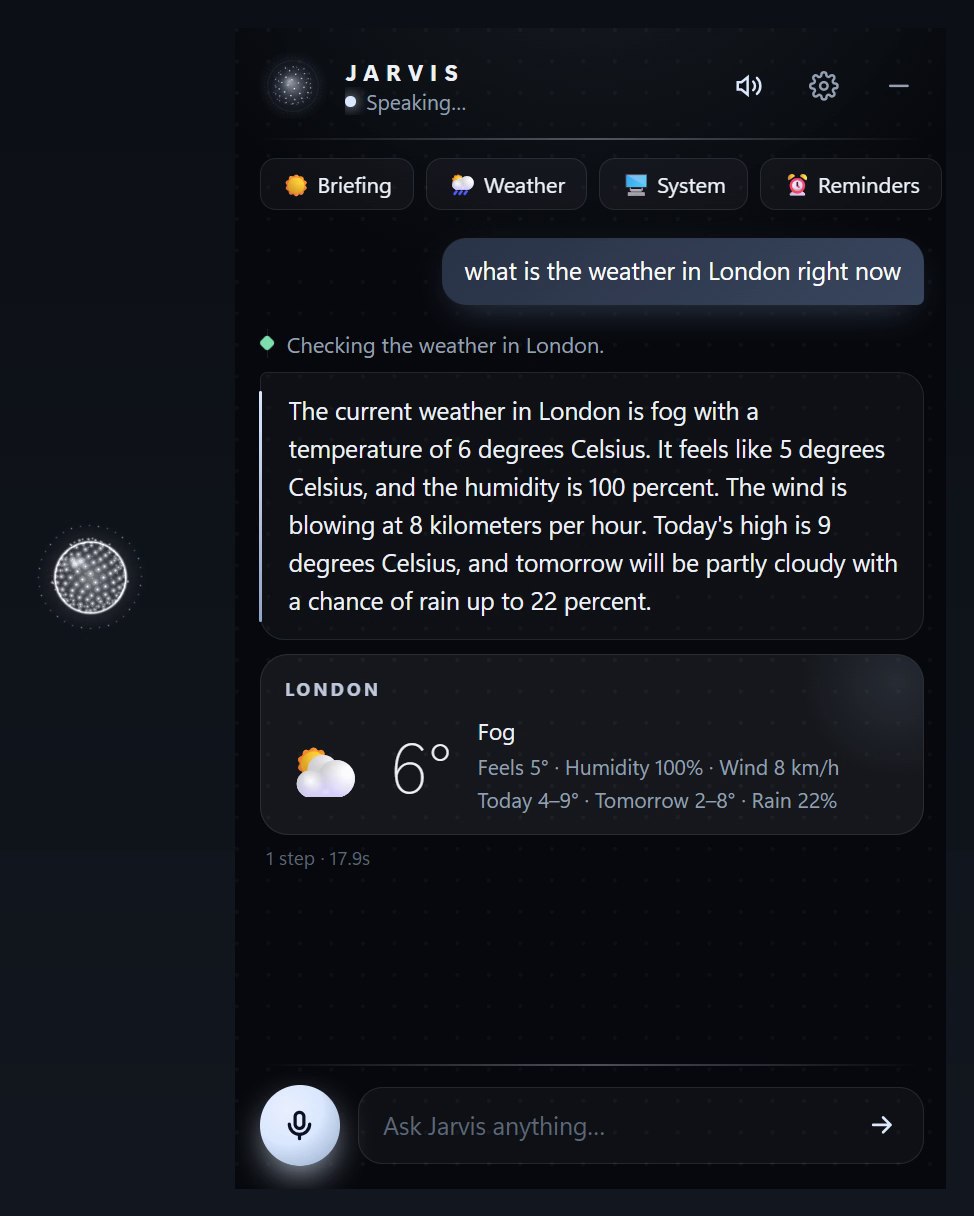 JARVIS
Speaking...
Briefing
Weather
System
Reminders
what is the weather in London right now
Checking the weather in London.
The current weather in London is fog with a
temperature of 6 degrees Celsius. It feels like 5 degrees
Celsius, and the humidity is 100 percent. The wind is
blowing at 8 kilometers per hour. Today's high is 9
degrees Celsius, and tomorrow will be partly cloudy with
a chance of rain up to 22 percent.
LONDON
6°
Fog
Feels 5° · Humidity 100% · Wind 8 km/h
Today 4–9° · Tomorrow 2–8° · Rain 22%
1 step · 17.9s
Ask Jarvis anything...